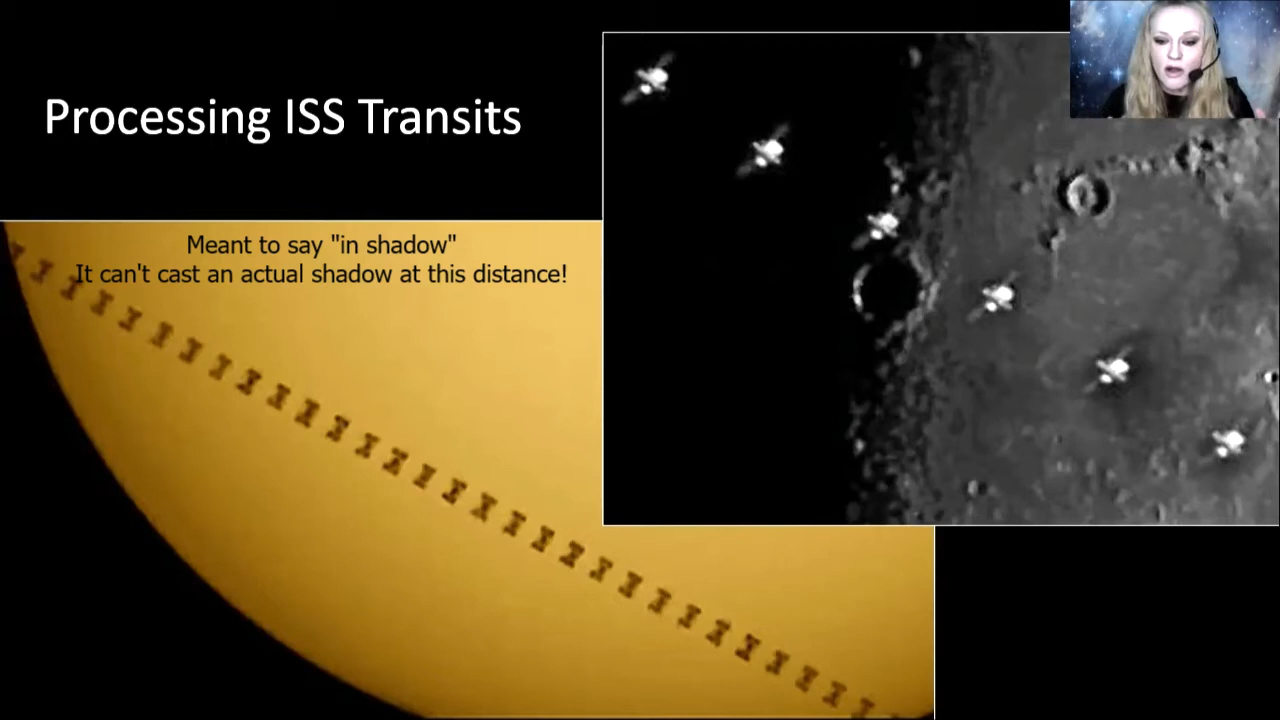 Processing ISS Transits
Meant to say "in shadow"
It can't cast an actual shadow at this distance!